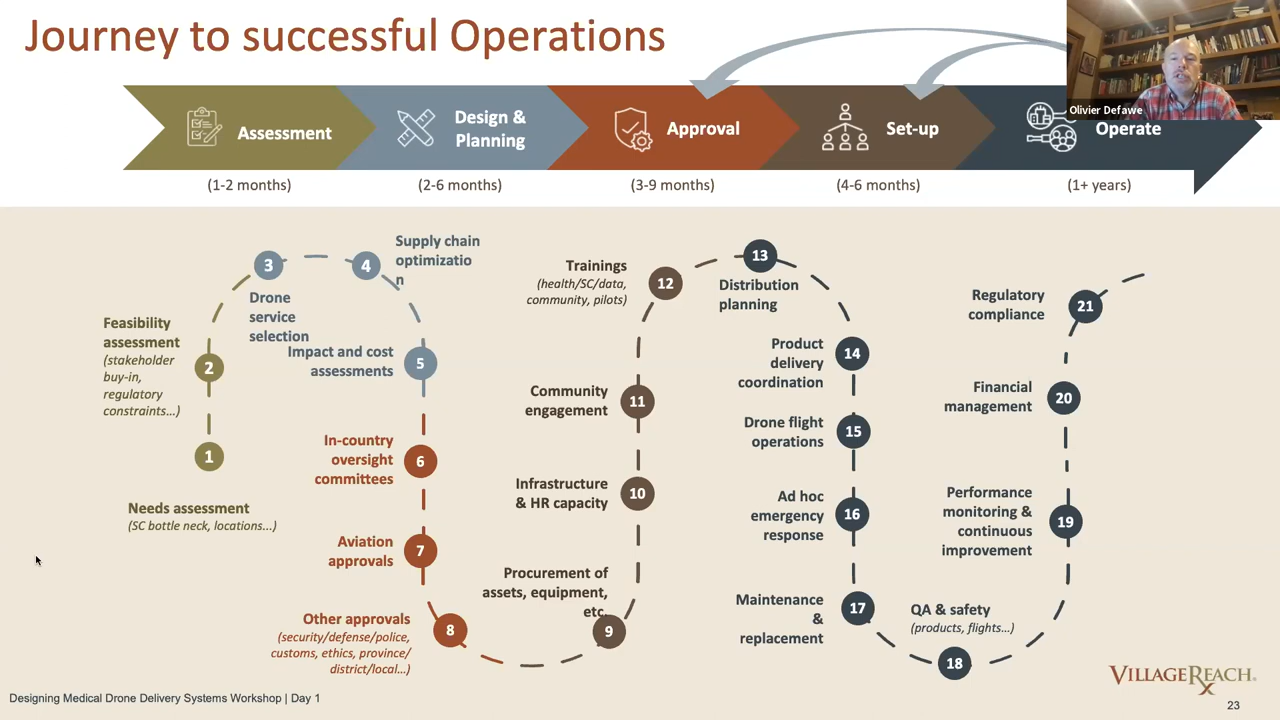 Journey to successful Operations
Olivier Defawe
Assessment
Design &
Planning
Approval
Set-up
Operate
(1-2 months)
(2-6 months)
(3-9 months)
(4-6 months)
(1+ years)
1
Needs assessment
(SC bottle neck, locations...)
2
Feasibility
assessment
(stakeholder
buy-in,
regulatory
constraints...)
3
Drone
service
selection
4
Supply chain
optimizatio
n
5
Impact and cost
assessments
6
In-country
oversight
committees
7
Aviation
approvals
8
Other approvals
(security/defense/police,
customs, ethics, province/
district/local...)
9
Procurement of
assets, equipment,
etc.
10
Infrastructure
& HR capacity
11
Community
engagement
12
Trainings
(health/SC/data,
community, pilots)
13
Distribution
planning
14
Product
delivery
coordination
15
Drone flight
operations
16
Ad hoc
emergency
response
17
Maintenance
&
replacement
18
QA & safety
(products, flights...)
19
Performance
monitoring &
continuous
improvement
20
Financial
management
21
Regulatory
compliance
VILLAGEREACH®
Designing Medical Drone Delivery Systems Workshop | Day 1
23